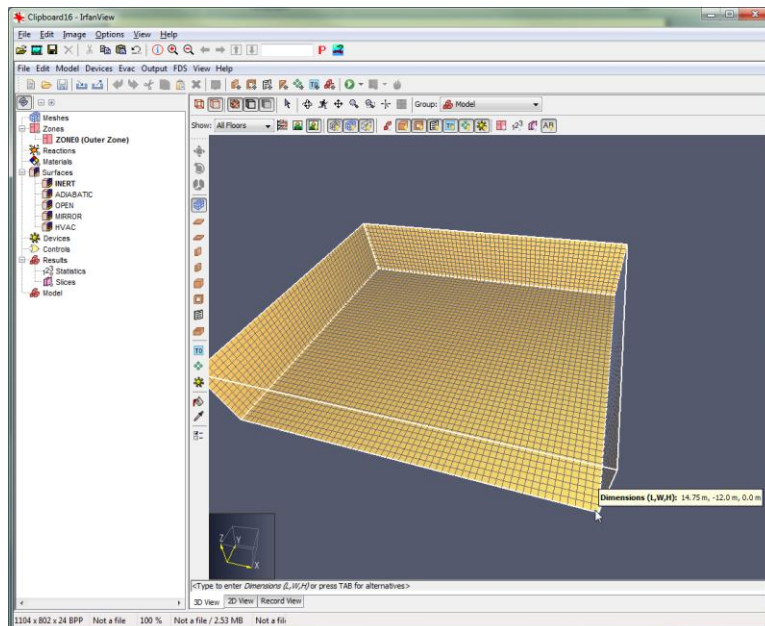 Clipboard16 - IrfanView
File Edit Image Options View Help
P
File Edit Model Devices Evac Output FDS View Help
Group: Model
Show: All Floors
AR
Meshes
Zones
ZONE0 (Outer Zone)
Reactions
Materials
Surfaces
INERT
ADIABATIC
OPEN
MIRROR
HVAC
Devices
Controls
Results
Statistics
Slices
Model
Dimensions (L,W,H): 14.75 m, -12.0 m, 0.0 m
Z
Y
X
<Type to enter Dimensions (L,W,H) or press TAB for alternatives>
3D View 2D View Record View
1104 x 802 x 24 BPP Not a file 100 % Not a file / 2.53 MB Not a fil